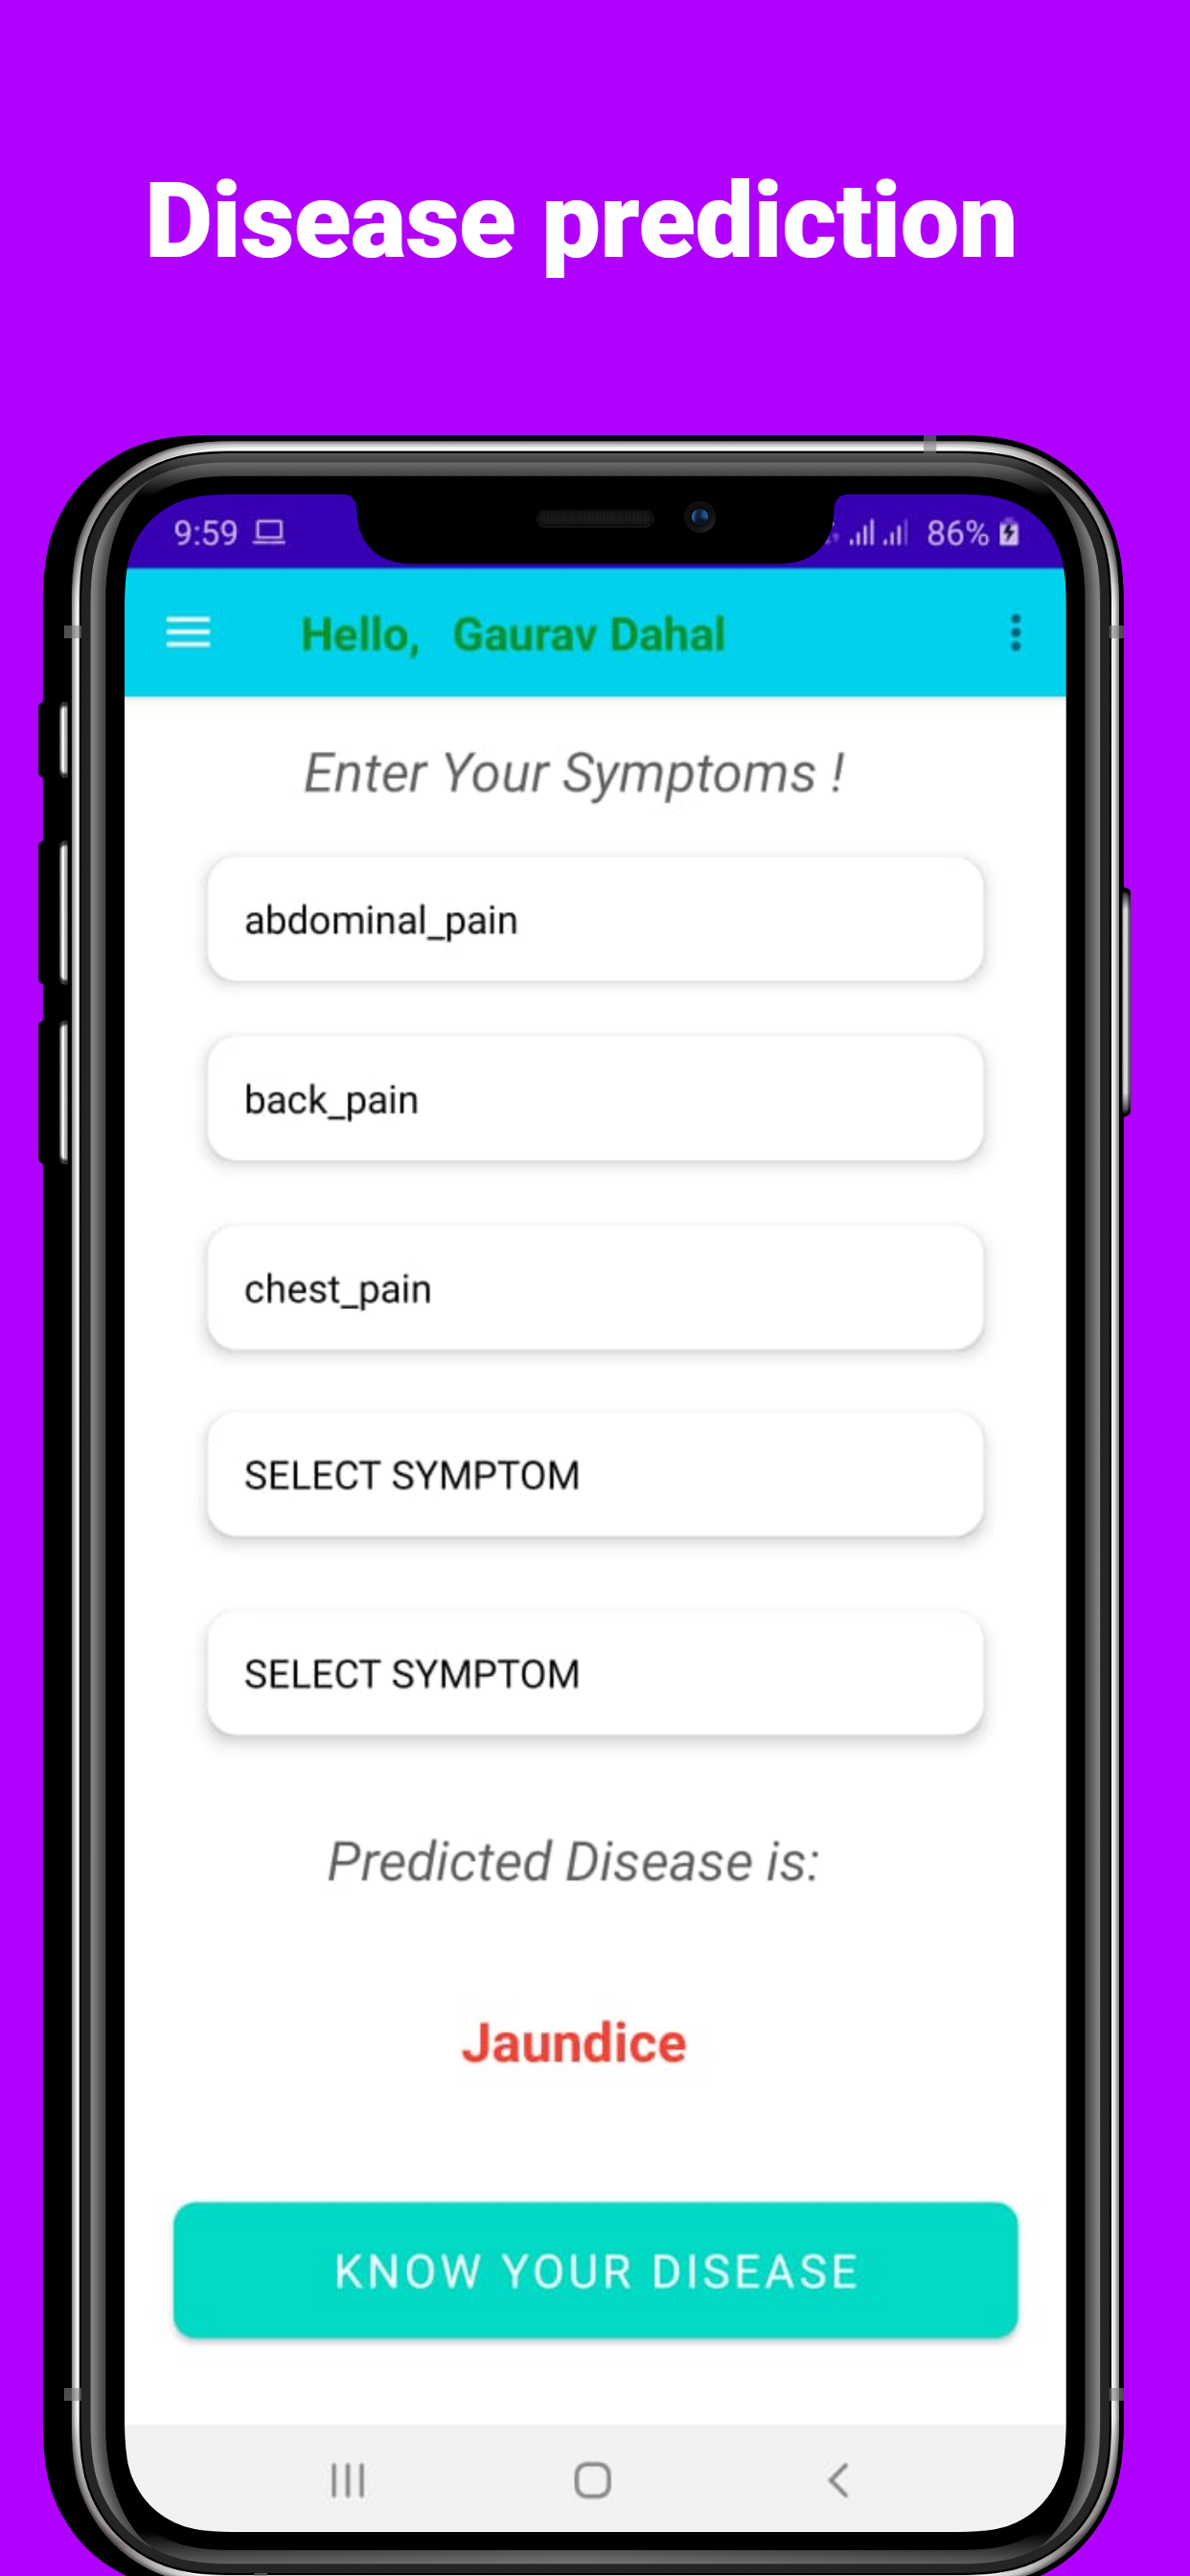 Disease prediction
9:59 86%
Hello, Gaurav Dahal
Enter Your Symptoms !
abdominal_pain
back_pain
chest_pain
SELECT SYMPTOM
SELECT SYMPTOM
Predicted Disease is:
Jaundice
KNOW YOUR DISEASE